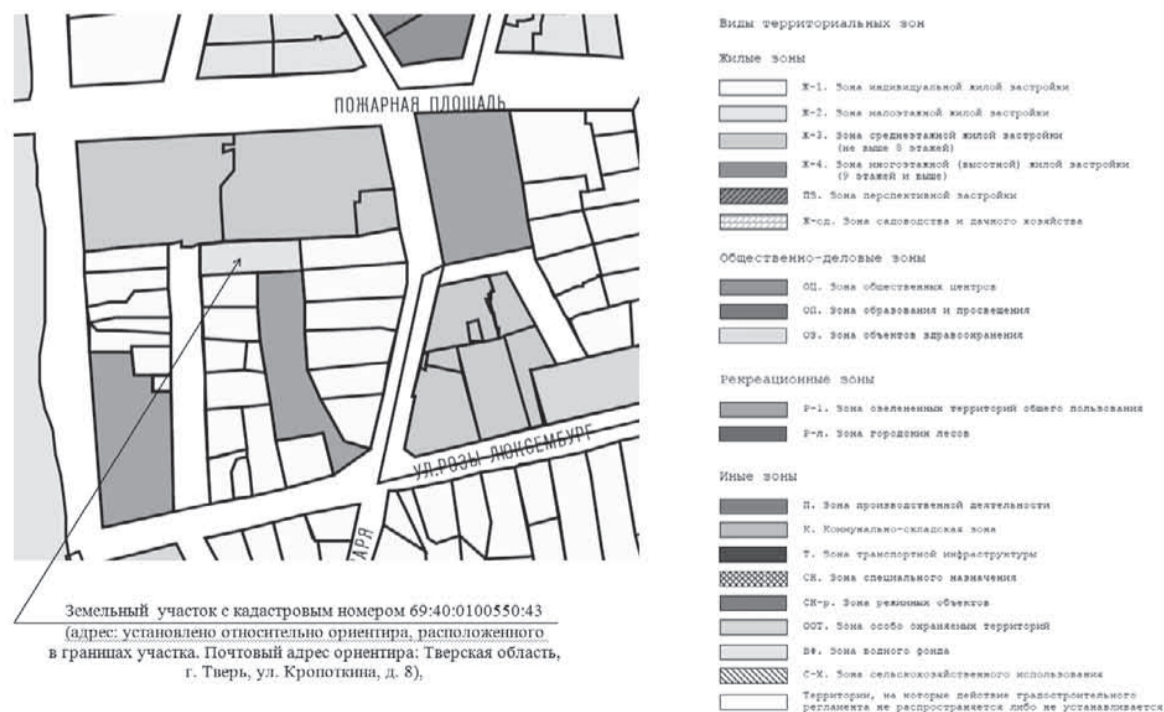 ПОЖАРНАЯ ПЛОЩАДЬ
УЛ.РОЗЫ ЛЮКСЕМБУРГ
АРЯ
Земельный участок с кадастровым номером 69:40:0100550:43
(адрес: установлено относительно ориентира, расположенного
в границах участка. Почтовый адрес ориентира: Тверская область,
г. Тверь, ул. Кропоткина, д. 8),
Виды территориальных зон
Жилые зоны
Ж-1. Зона индивидуальной жилой застройки
Ж-2. Зона малоэтажной жилой застройки
Ж-3. Зона среднеэтажной жилой застройки
(не выше 8 этажей)
Ж-4. Зона многоэтажной (высотной) жилой застройки
(9 этажей и выше)
ПЗ. Зона перспективной застройки
Ж-сд. Зона садоводства и дачного хозяйства
Общественно-деловые зоны
ОЦ. Зона общественных центров
ОП. Зона образования и просвещения
ОЗ. Зона объектов здравоохранения
Рекреационные зоны
Р-1. Зона озелененных территорий общего пользования
Р-л. Зона городских лесов
Иные зоны
П. Зона производственной деятельности
К. Коммунально-складская зона
Т. Зона транспортной инфраструктуры
СН. Зона специального назначения
СН-р. Зона режимных объектов
ООТ. Зона особо охраняемых территорий
ВФ. Зона водного фонда
С-Х. Зона сельскохозяйственного использования
Территории, на которые действие градостроительного
регламента не распространяется либо не устанавливается